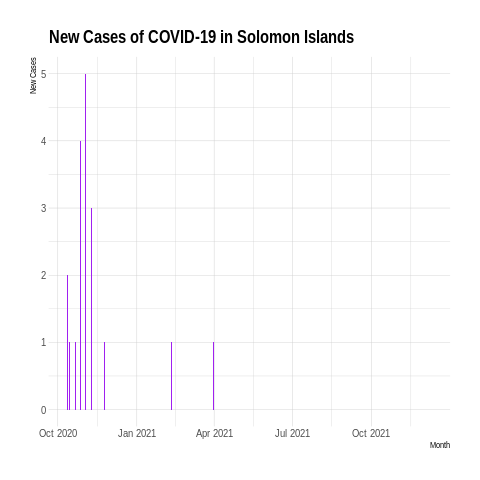 New Cases of COVID-19 in Solomon Islands
New Cases
5
4
3
2
1
0
Oct 2020 Jan 2021 Apr 2021 Jul 2021 Oct 2021
Month